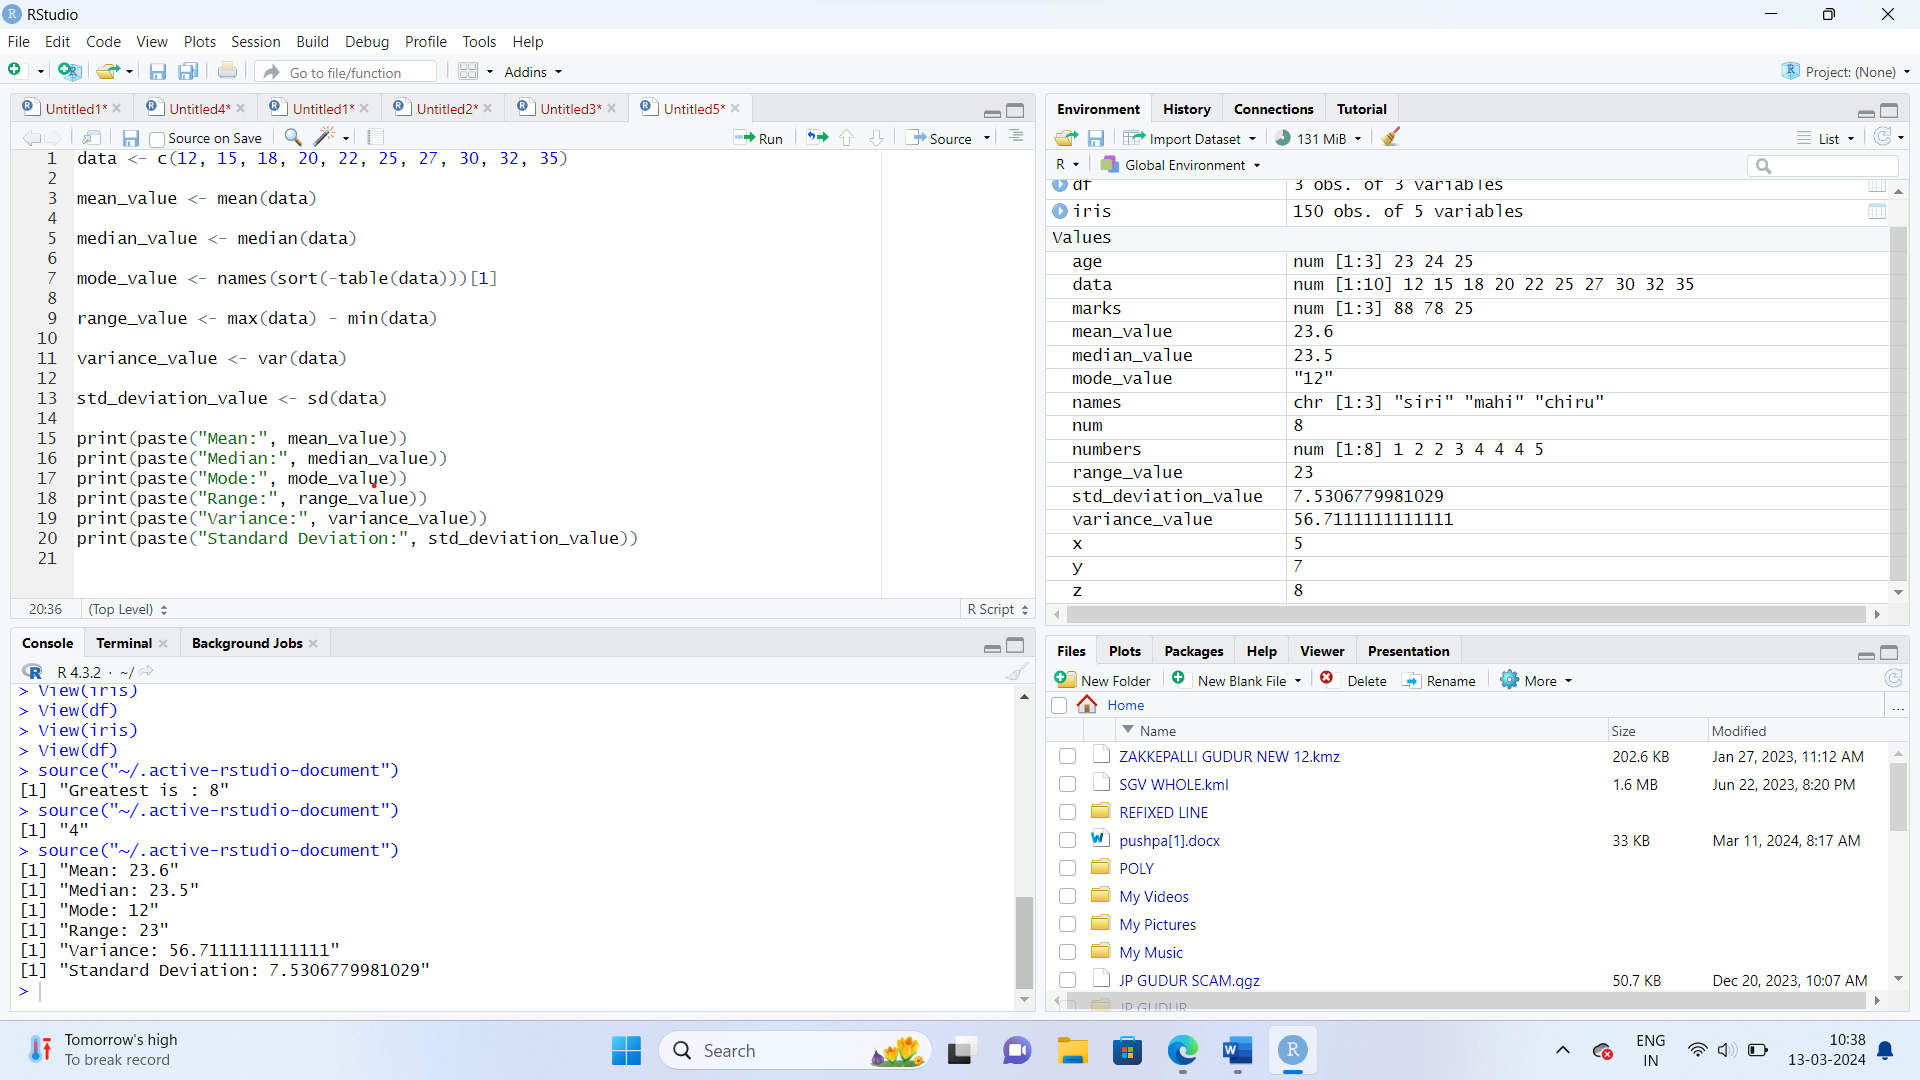 RStudio
File Edit Code View Plots Session Build Debug Profile Tools Help
Go to file/function Addins Project: (None)
Untitled1* Untitled4* Untitled1* Untitled2* Untitled3* Untitled5*
Source on Save Run Source
1 data <- c(12, 15, 18, 20, 22, 25, 27, 30, 32, 35)
2
3 mean_value <- mean(data)
4
5 median_value <- median(data)
6
7 mode_value <- names(sort(-table(data)))[1]
8
9 range_value <- max(data) - min(data)
10
11 variance_value <- var(data)
12
13 std_deviation_value <- sd(data)
14
15 print(paste("Mean:", mean_value))
16 print(paste("Median:", median_value))
17 print(paste("Mode:", mode_value))
18 print(paste("Range:", range_value))
19 print(paste("Variance:", variance_value))
20 print(paste("Standard Deviation:", std_deviation_value))
21
20:36 (Top Level) R Script
Console Terminal Background Jobs
R 4.3.2 · ~/
> View(iris)
> View(df)
> View(iris)
> View(df)
> source("~/.active-rstudio-document")
[1] "Greatest is : 8"
> source("~/.active-rstudio-document")
[1] "4"
> source("~/.active-rstudio-document")
[1] "Mean: 23.6"
[1] "Median: 23.5"
[1] "Mode: 12"
[1] "Range: 23"
[1] "Variance: 56.7111111111111"
[1] "Standard Deviation: 7.5306779981029"
>
Environment History Connections Tutorial
Import Dataset 131 MiB List
R Global Environment
df 3 obs. of 3 variables
iris 150 obs. of 5 variables
Values
age num [1:3] 23 24 25
data num [1:10] 12 15 18 20 22 25 27 30 32 35
marks num [1:3] 88 78 25
mean_value 23.6
median_value 23.5
mode_value "12"
names chr [1:3] "siri" "mahi" "chiru"
num 8
numbers num [1:8] 1 2 2 3 4 4 4 5
range_value 23
std_deviation_value 7.5306779981029
variance_value 56.7111111111111
x 5
y 7
z 8
Files Plots Packages Help Viewer Presentation
New Folder New Blank File Delete Rename More
Home ...
Name Size Modified
ZAKKEPALLI GUDUR NEW 12.kmz 202.6 KB Jan 27, 2023, 11:12 AM
SGV WHOLE.kml 1.6 MB Jun 22, 2023, 8:20 PM
REFIXED LINE
pushpa[1].docx 33 KB Mar 11, 2024, 8:17 AM
POLY
My Videos
My Pictures
My Music
JP GUDUR SCAM.qgz 50.7 KB Dec 20, 2023, 10:07 AM
JP GUDUR
Tomorrow's high
To break record
Search
ENG
IN
10:38
13-03-2024